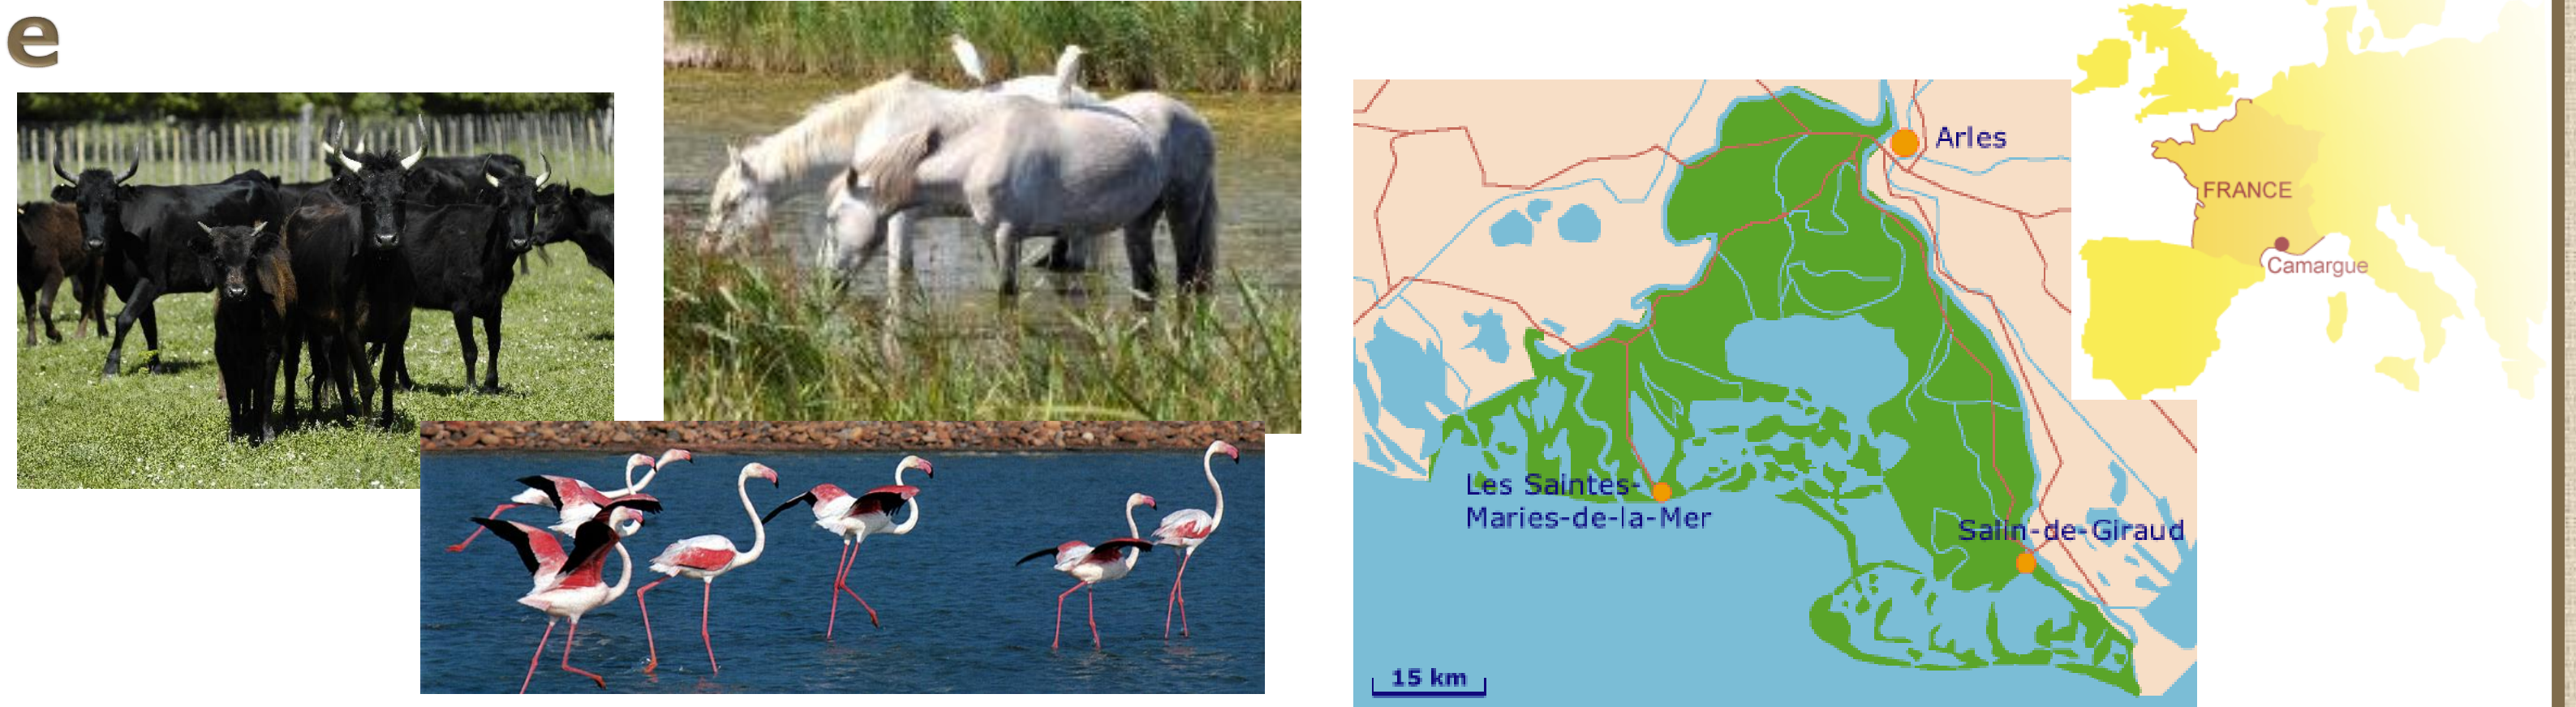 e
Arles
FRANCE
Camargue
Les Saintes-
Maries-de-la-Mer
Salin-de-Giraud
15 km